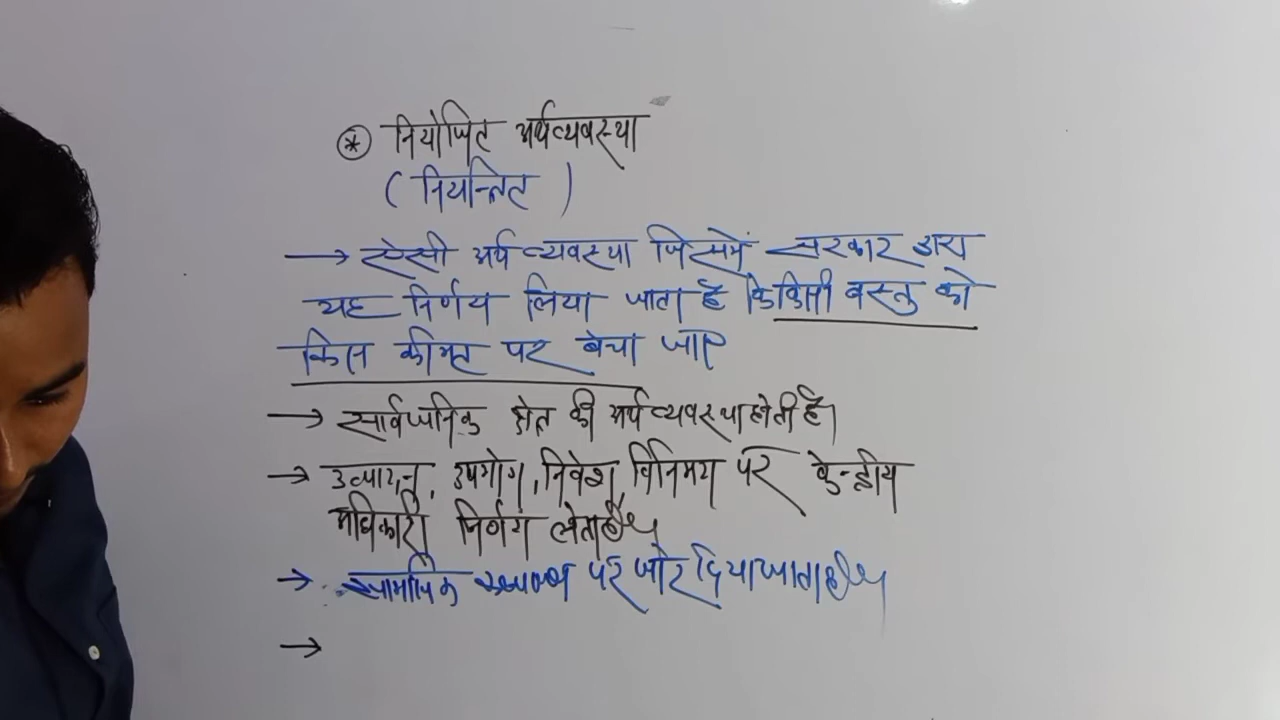 * नियोजित अर्थव्यवस्था
( नियन्त्रित )
→ ऐसी अर्थव्यवस्था जिसमें सरकार द्वारा
यह निर्णय लिया जाता है कि किसी वस्तु को
किस कीमत पर बेचा जाए
→ सार्वजनिक क्षेत्र की अर्थव्यवस्था होती है।
→ उत्पादन, उपभोग, निवेश, विनिमय पर केन्द्रीय
अधिकारी निर्णय लेता है।
→ सामाजिक पर जोर दिया जाता है।
→